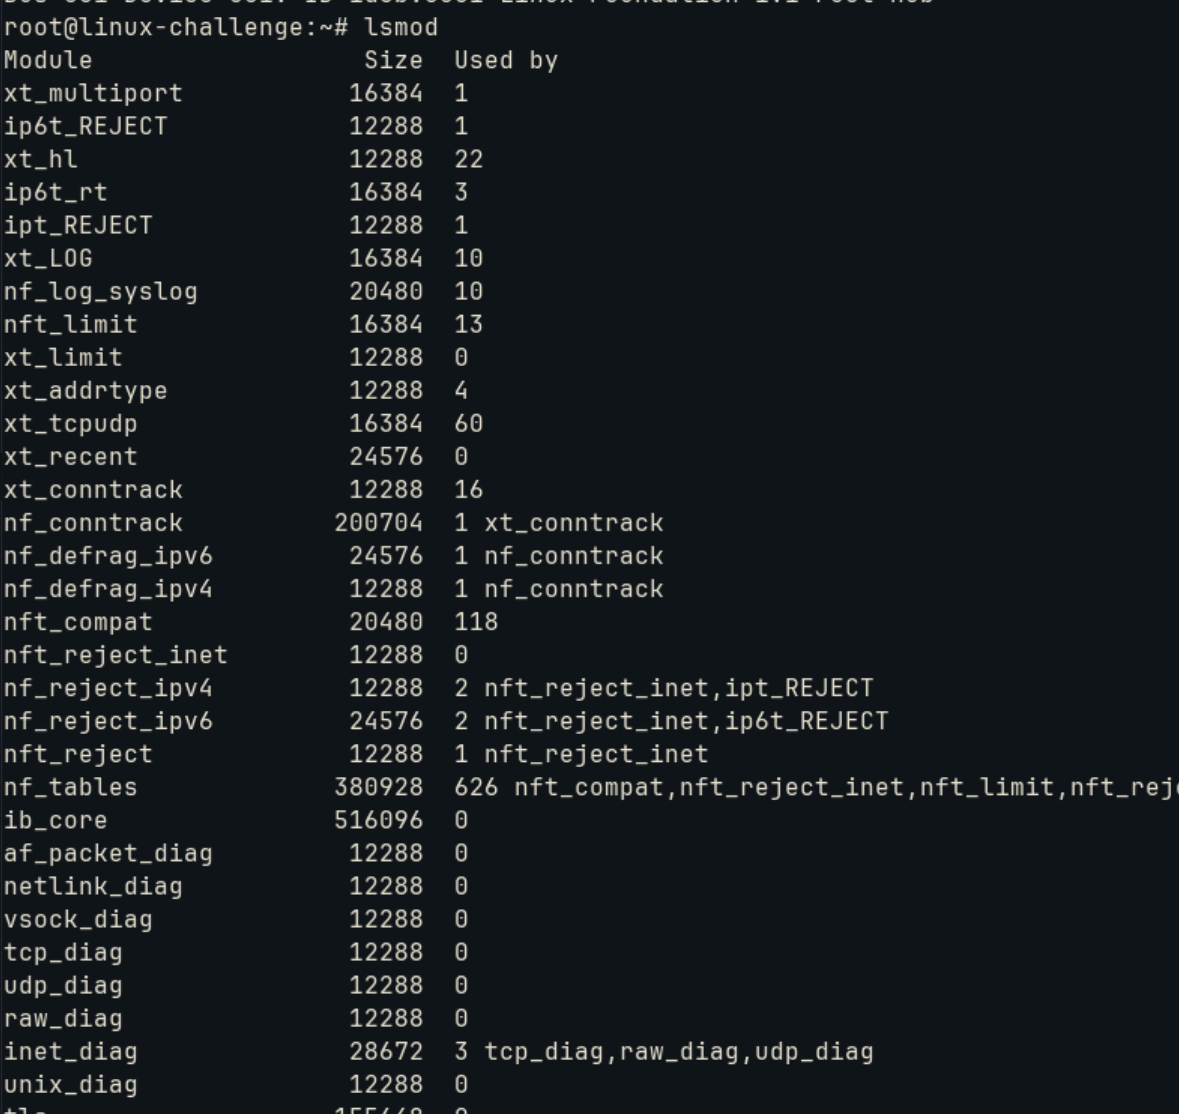 root@linux-challenge:~# lsmod
Module                  Size  Used by
xt_multiport           16384  1
ip6t_REJECT            12288  1
xt_hl                  12288  22
ip6t_rt                16384  3
ipt_REJECT             12288  1
xt_LOG                 16384  10
nf_log_syslog          20480  10
nft_limit              16384  13
xt_limit               12288  0
xt_addrtype            12288  4
xt_tcpudp              16384  60
xt_recent              24576  0
xt_conntrack           12288  16
nf_conntrack          200704  1 xt_conntrack
nf_defrag_ipv6         24576  1 nf_conntrack
nf_defrag_ipv4         12288  1 nf_conntrack
nft_compat             20480  118
nft_reject_inet        12288  0
nf_reject_ipv4         12288  2 nft_reject_inet,ipt_REJECT
nf_reject_ipv6         24576  2 nft_reject_inet,ip6t_REJECT
nft_reject             12288  1 nft_reject_inet
nf_tables             380928  626 nft_compat,nft_reject_inet,nft_limit,nft_rej
ib_core               516096  0
af_packet_diag         12288  0
netlink_diag           12288  0
vsock_diag             12288  0
tcp_diag               12288  0
udp_diag               12288  0
raw_diag               12288  0
inet_diag              28672  3 tcp_diag,raw_diag,udp_diag
unix_diag              12288  0